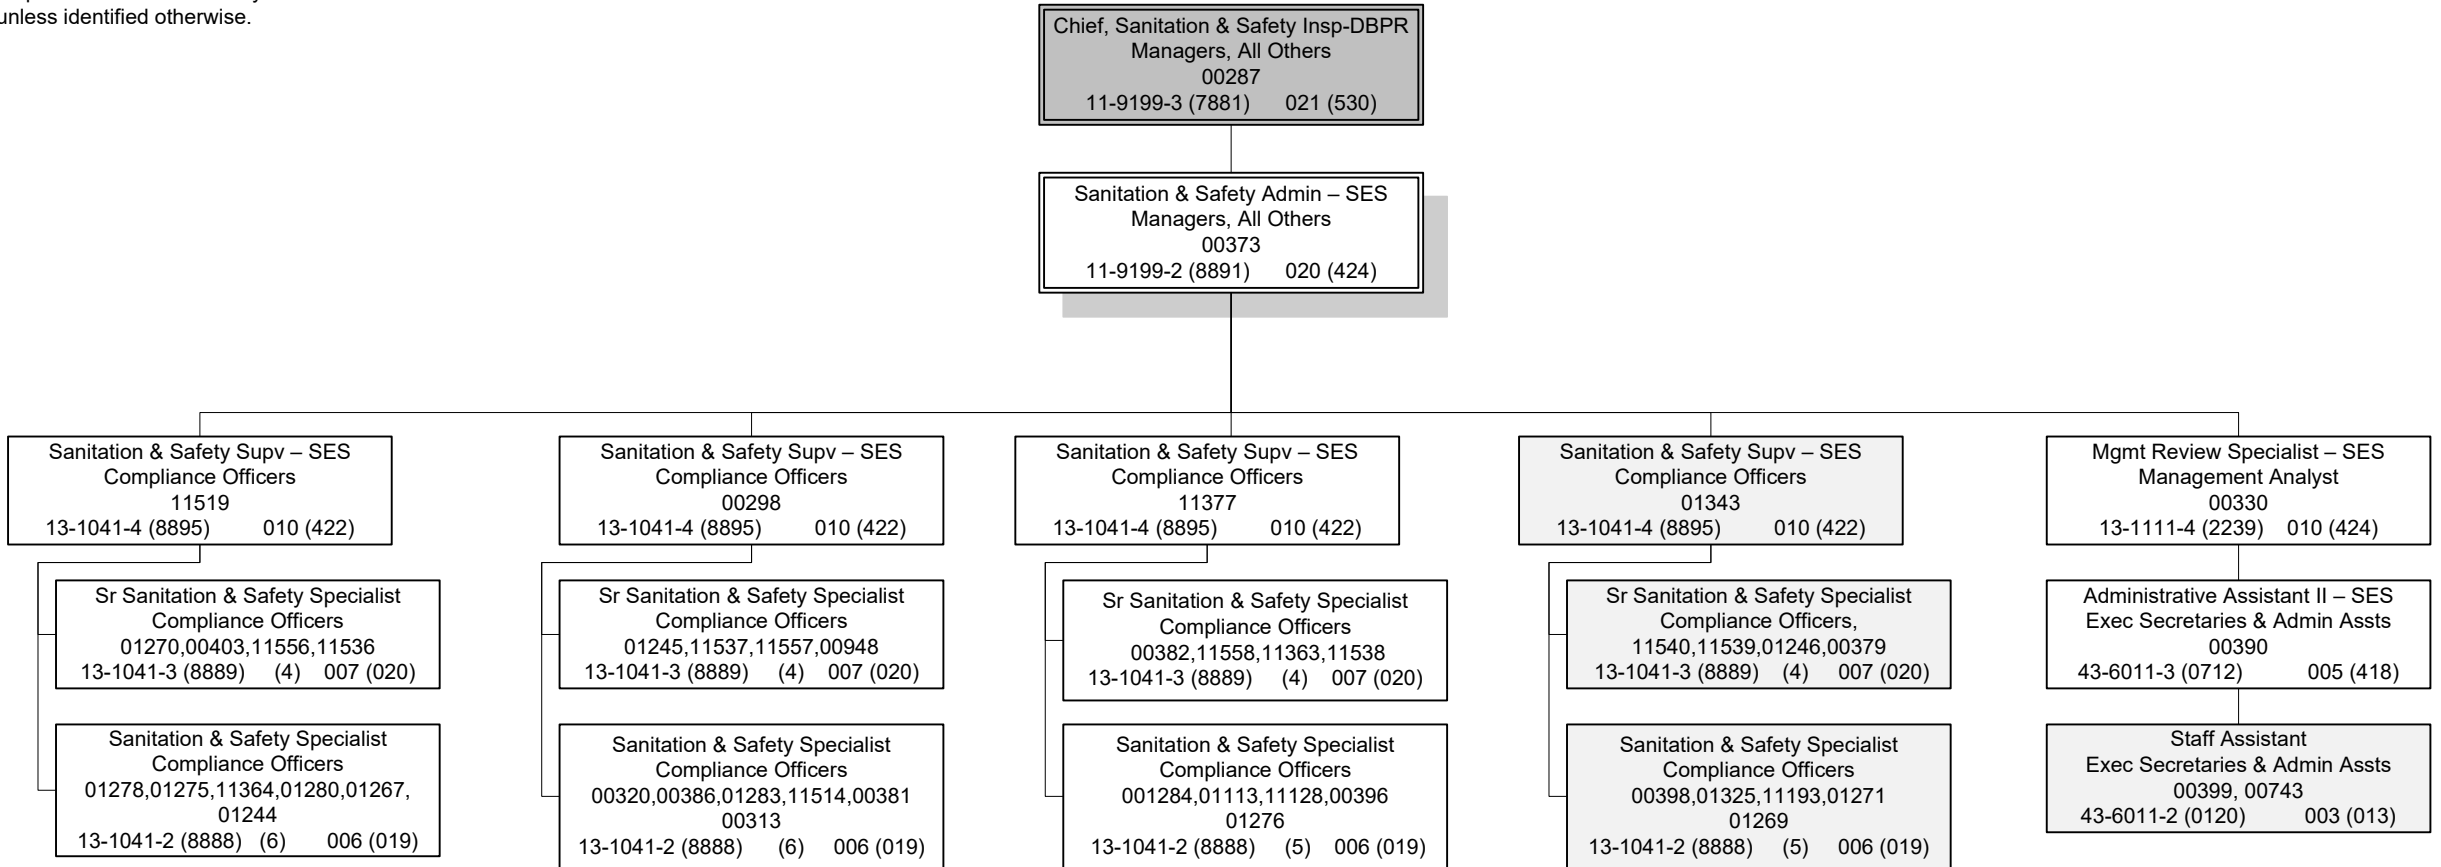 unless identified otherwise.
Chief, Sanitation & Safety Insp-DBPR
Managers, All Others
00287
11-9199-3 (7881) 021 (530)
Sanitation & Safety Admin – SES
Managers, All Others
00373
11-9199-2 (8891) 020 (424)
Sanitation & Safety Supv – SES
Compliance Officers
11519
13-1041-4 (8895) 010 (422)
Sr Sanitation & Safety Specialist
Compliance Officers
01270,00403,11556,11536
13-1041-3 (8889) (4) 007 (020)
Sanitation & Safety Specialist
Compliance Officers
01278,01275,11364,01280,01267,
01244
13-1041-2 (8888) (6) 006 (019)
Sanitation & Safety Supv – SES
Compliance Officers
00298
13-1041-4 (8895) 010 (422)
Sr Sanitation & Safety Specialist
Compliance Officers
01245,11537,11557,00948
13-1041-3 (8889) (4) 007 (020)
Sanitation & Safety Specialist
Compliance Officers
00320,00386,01283,11514,00381
00313
13-1041-2 (8888) (6) 006 (019)
Sanitation & Safety Supv – SES
Compliance Officers
11377
13-1041-4 (8895) 010 (422)
Sr Sanitation & Safety Specialist
Compliance Officers
00382,11558,11363,11538
13-1041-3 (8889) (4) 007 (020)
Sanitation & Safety Specialist
Compliance Officers
001284,01113,11128,00396
01276
13-1041-2 (8888) (5) 006 (019)
Sanitation & Safety Supv – SES
Compliance Officers
01343
13-1041-4 (8895) 010 (422)
Sr Sanitation & Safety Specialist
Compliance Officers,
11540,11539,01246,00379
13-1041-3 (8889) (4) 007 (020)
Sanitation & Safety Specialist
Compliance Officers
00398,01325,11193,01271
01269
13-1041-2 (8888) (5) 006 (019)
Mgmt Review Specialist – SES
Management Analyst
00330
13-1111-4 (2239) 010 (424)
Administrative Assistant II – SES
Exec Secretaries & Admin Assts
00390
43-6011-3 (0712) 005 (418)
Staff Assistant
Exec Secretaries & Admin Assts
00399, 00743
43-6011-2 (0120) 003 (013)